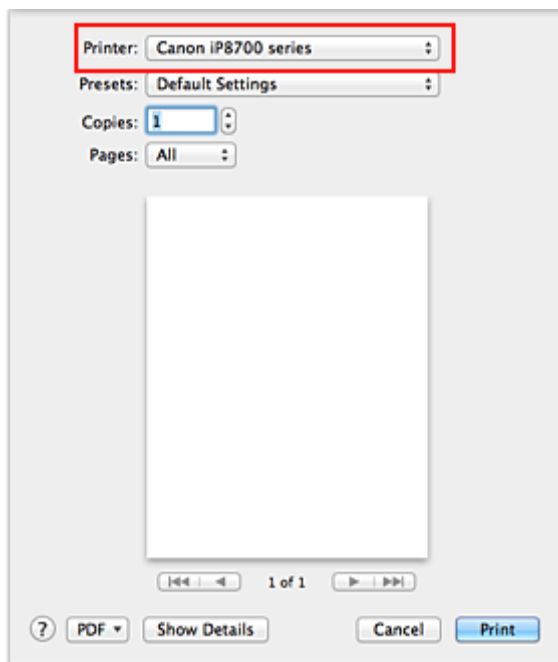 Printer: Canon iP8700 series
Presets: Default Settings
Copies: 1
Pages: All
1 of 1
? PDF Show Details Cancel Print